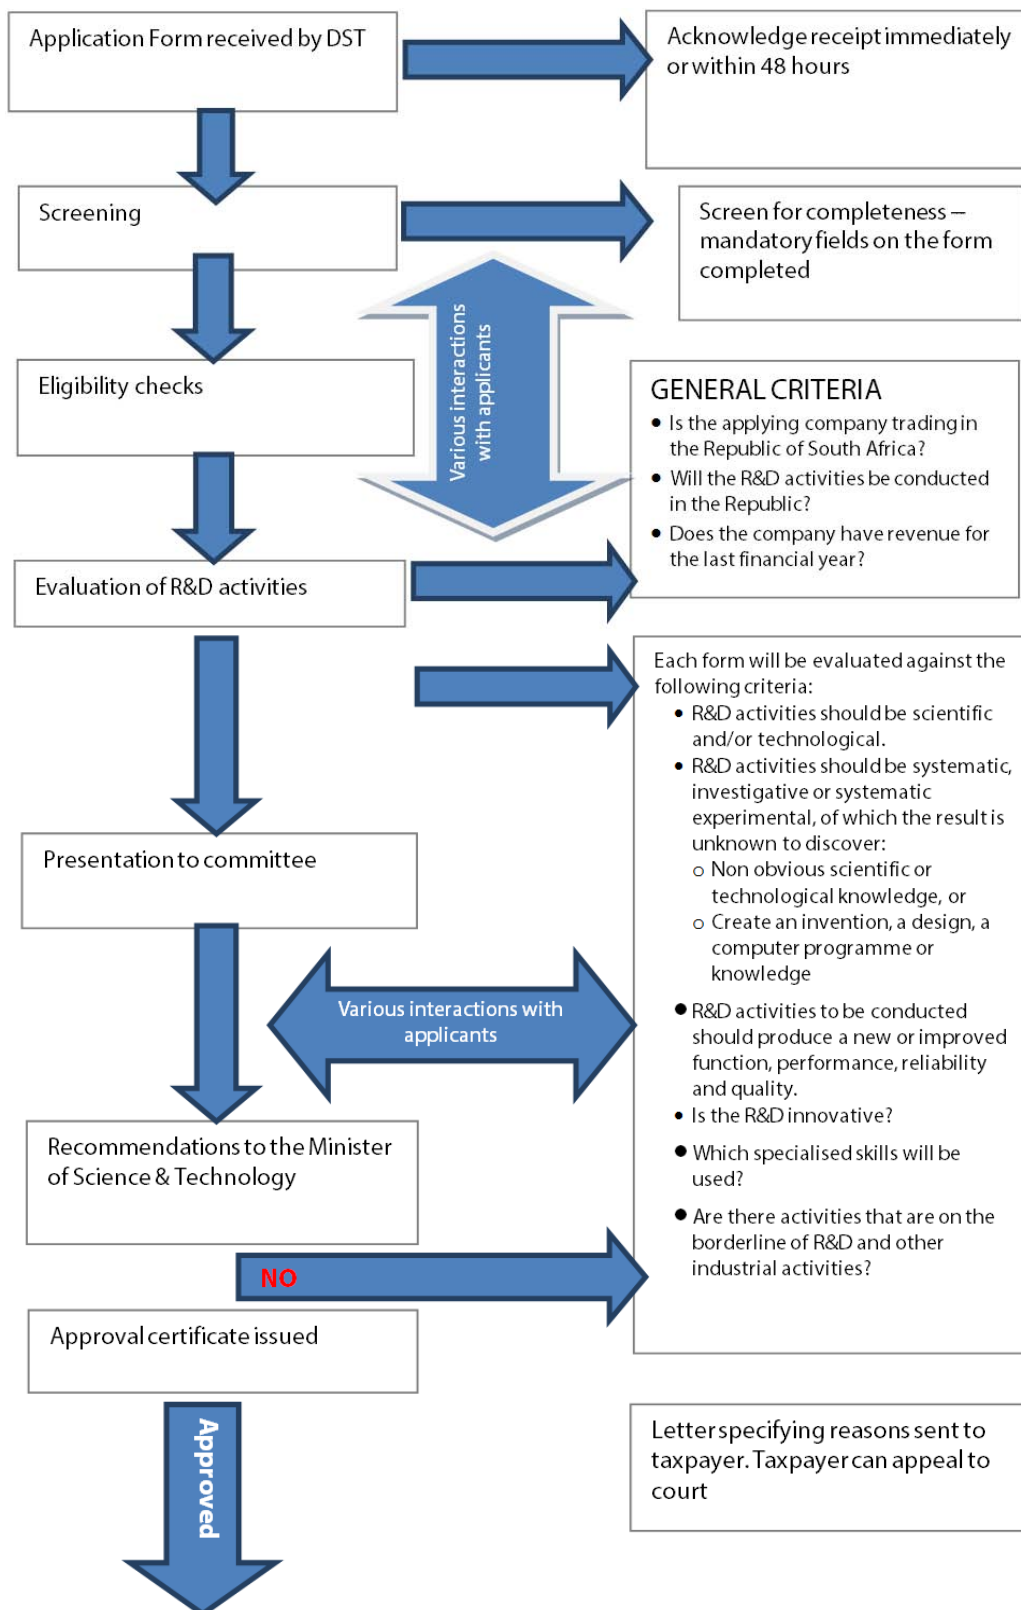 Application Form received by DST
Acknowledge receipt immediately
or within 48 hours
Screening
Screen for completeness –
mandatory fields on the form
completed
Various interactions
with applicants
Eligibility checks
GENERAL CRITERIA
• Is the applying company trading in
the Republic of South Africa?
• Will the R&D activities be conducted
in the Republic?
• Does the company have revenue for
the last financial year?
Evaluation of R&D activities
Each form will be evaluated against the
following criteria:
• R&D activities should be scientific
and/or technological.
• R&D activities should be systematic,
investigative or systematic
experimental, of which the result is
unknown to discover:
o Non obvious scientific or
technological knowledge, or
o Create an invention, a design, a
computer programme or
knowledge
• R&D activities to be conducted
should produce a new or improved
function, performance, reliability
and quality.
• Is the R&D innovative?
• Which specialised skills will be
used?
• Are there activities that are on the
borderline of R&D and other
industrial activities?
Presentation to committee
Various interactions with
applicants
Recommendations to the Minister
of Science & Technology
NO
Approval certificate issued
Approved
Letter specifying reasons sent to
taxpayer. Taxpayer can appeal to
court